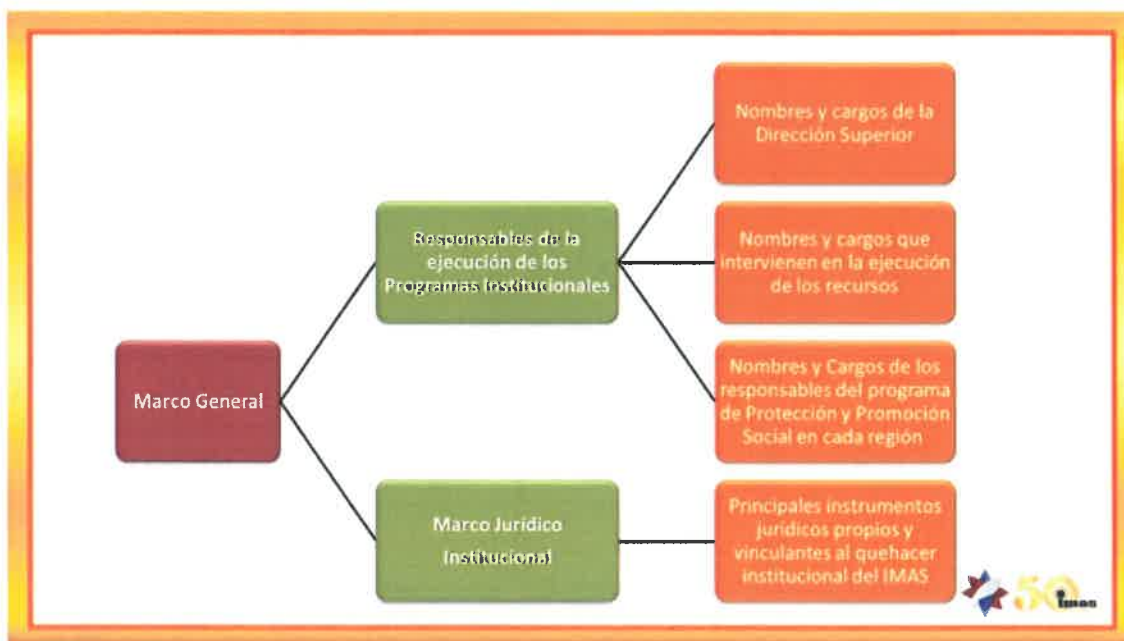 Marco General
Responsables de la
ejecución de los
Programas Institucionales
Marco Jurídico
Institucional
Nombres y cargos de la
Dirección Superior
Nombres y cargos que
intervienen en la ejecución
de los recursos
Nombres y Cargos de los
responsables del programa
de Protección y Promoción
Social en cada región
Principales instrumentos
jurídicos propios y
vinculantes al quehacer
institucional del IMAS
50
imas